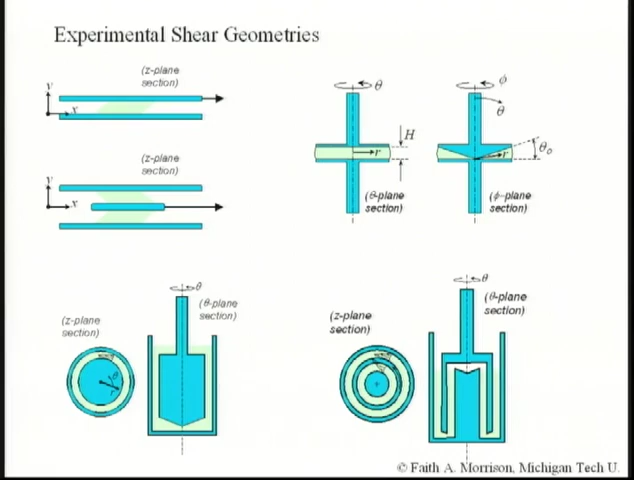 Experimental Shear Geometries
(z-plane
section)
y
x
(z-plane
section)
y
x
θ
H
r
(θ-plane
section)
ϕ
θ
θo
r
(ϕ-plane
section)
(z-plane
section)
θ
r
θ
(θ-plane
section)
(z-plane
section)
θ
(θ-plane
section)
© Faith A. Morrison, Michigan Tech U.